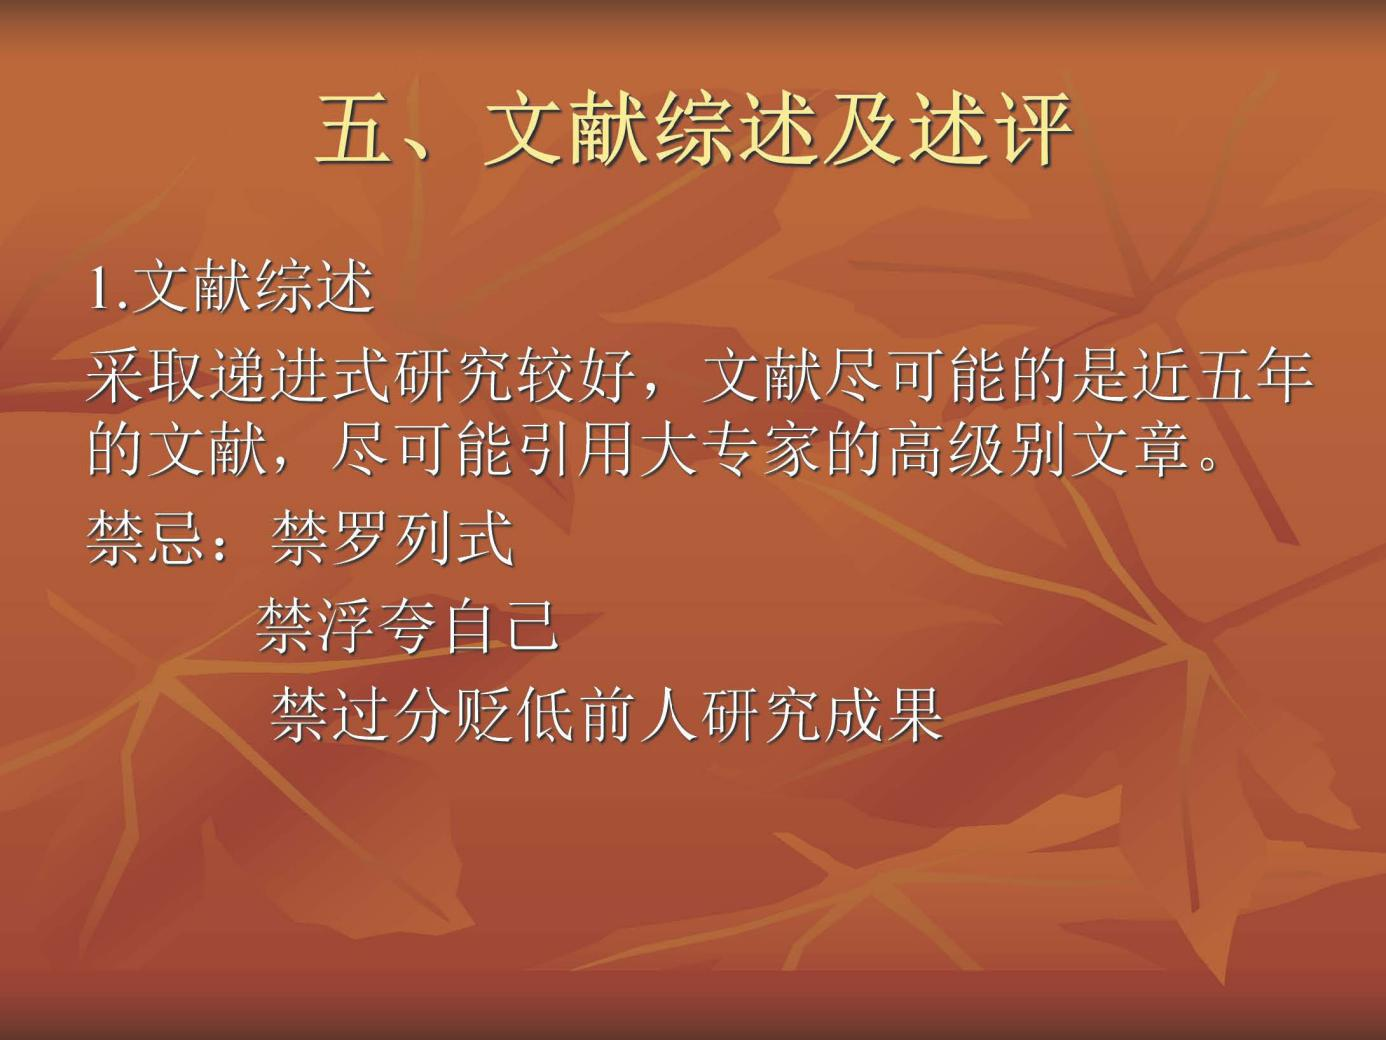 五、文献综述及述评
1.文献综述
采取递进式研究较好，文献尽可能的是近五年
的文献，尽可能引用大专家的高级别文章。
禁忌：禁罗列式
禁浮夸自己
禁过分贬低前人研究成果